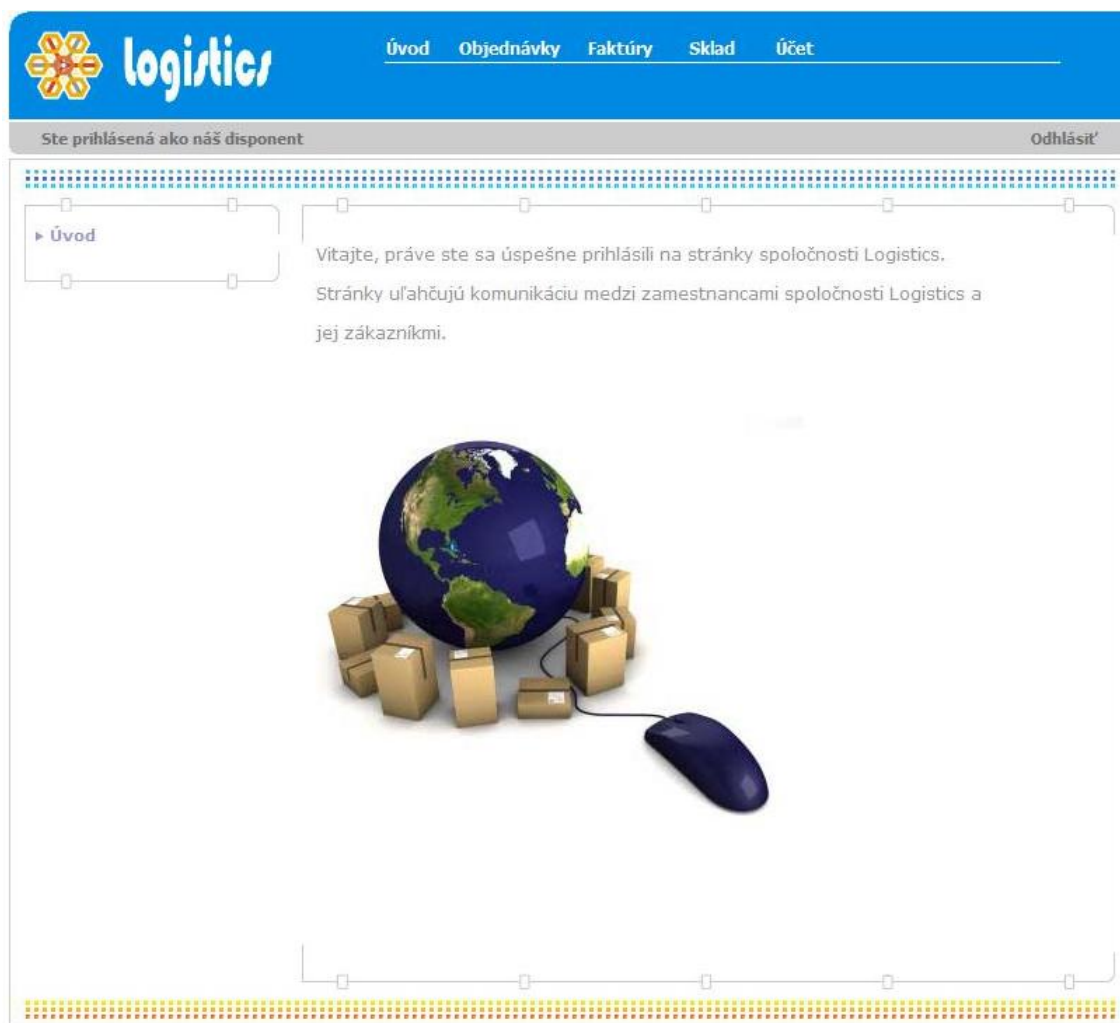 logistics
Úvod Objednávky Faktúry Sklad Účet
Ste prihlásená ako náš disponent Odhlásiť
Úvod
Vitajte, práve ste sa úspešne prihlásili na stránky spoločnosti Logistics.
Stránky uľahčujú komunikáciu medzi zamestnancami spoločnosti Logistics a
jej zákazníkmi.